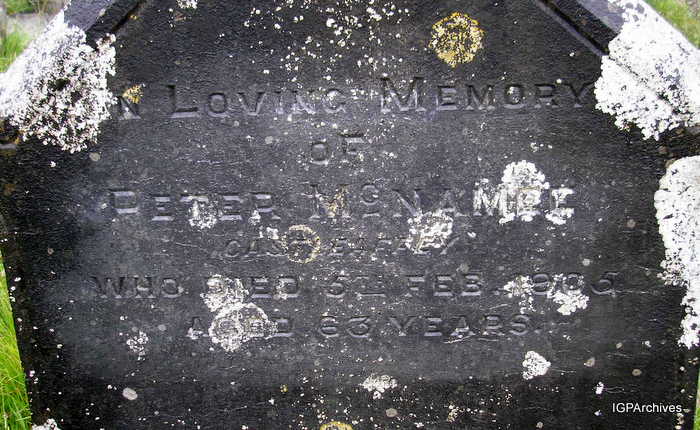 IN LOVING MEMORY
OF
PETER McNAMEE
WHO DIED 5TH FEB. 1905
AGED 63 YEARS.
IGPArchives